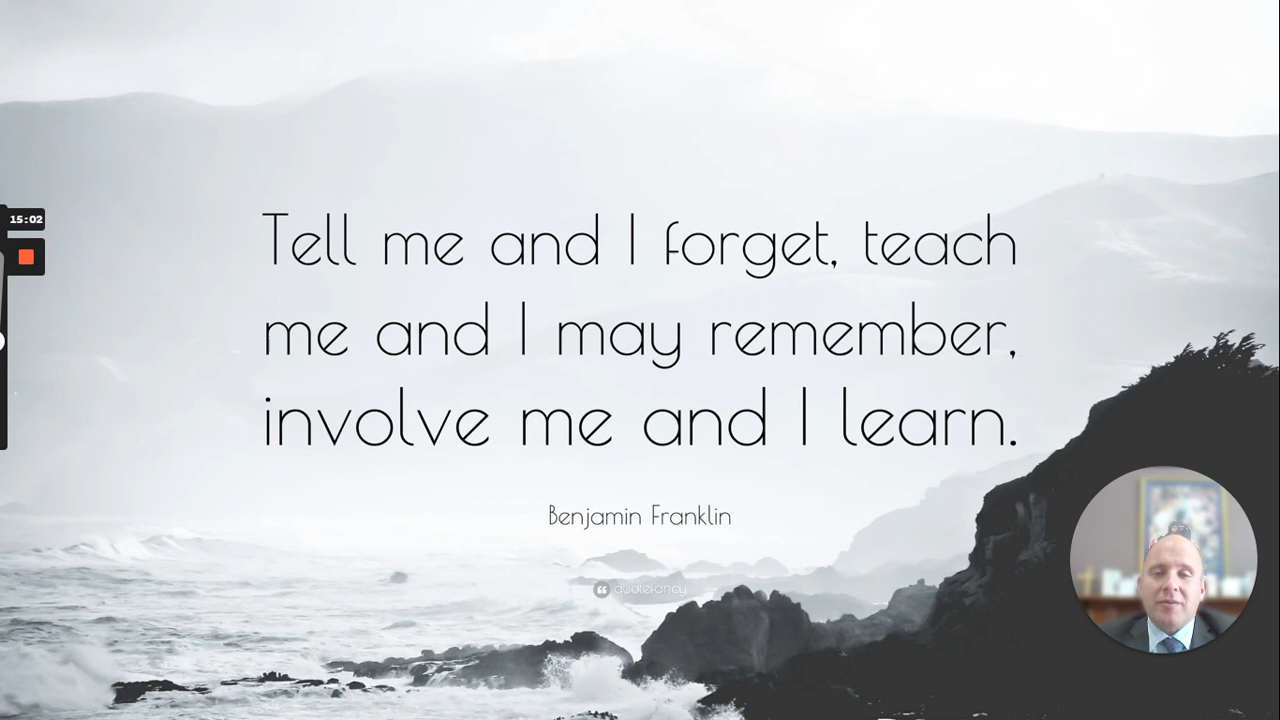 15:02
Tell me and I forget, teach
me and I may remember,
involve me and I learn.
Benjamin Franklin
quotefancy